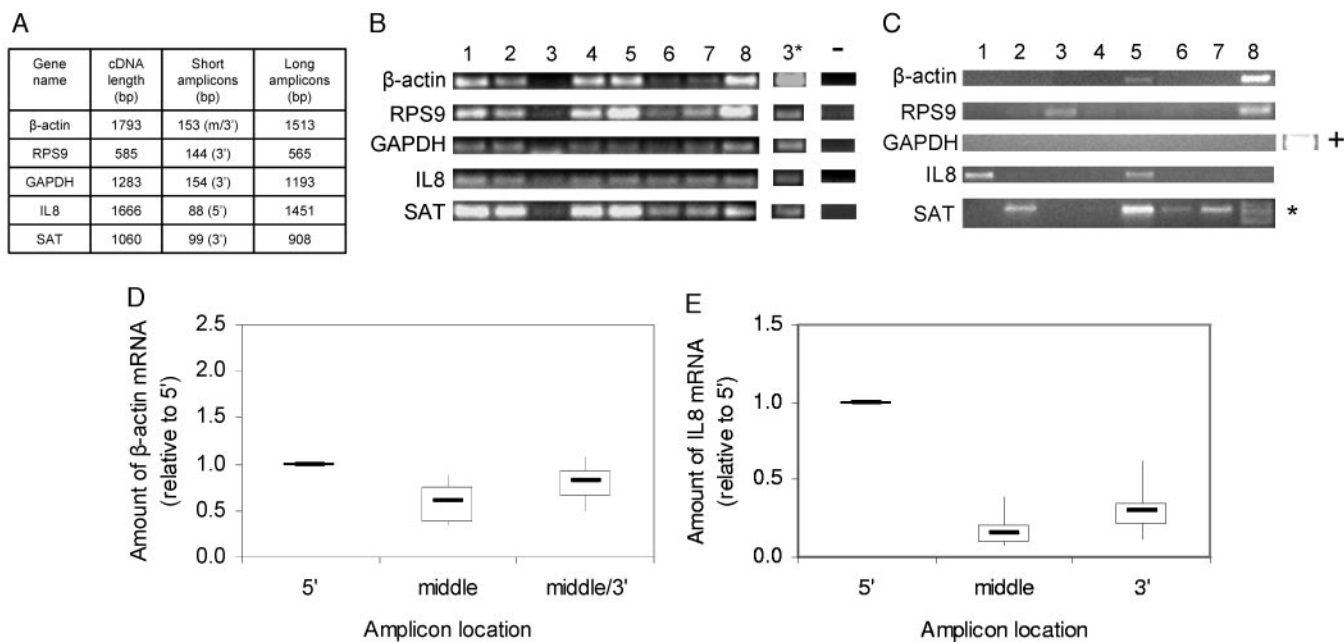 A
Gene name cDNA length (bp) Short amplicons (bp) Long amplicons (bp)
β-actin 1793 153 (m/3') 1513
RPS9 585 144 (3') 565
GAPDH 1283 154 (3') 1193
IL8 1666 88 (5') 1451
SAT 1060 99 (3') 908
B
1 2 3 4 5 6 7 8 3* -
β-actin
RPS9
GAPDH
IL8
SAT
C
1 2 3 4 5 6 7 8
β-actin
RPS9
GAPDH +
IL8
SAT *
D
Amount of β-actin mRNA
(relative to 5')
2.5
2.0
1.5
1.0
0.5
0.0
5' middle middle/3'
Amplicon location
E
Amount of IL8 mRNA
(relative to 5')
1.5
1.0
0.5
0.0
5' middle 3'
Amplicon location